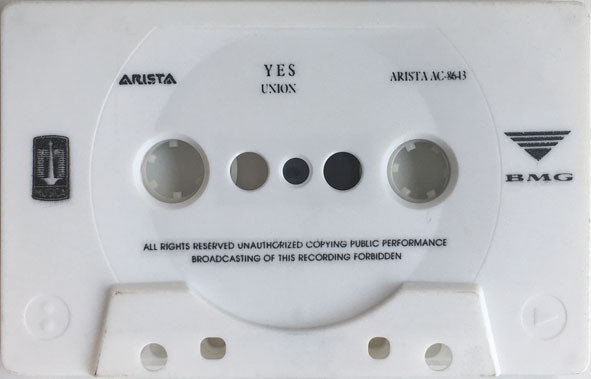 ARISTA
YES
UNION
ARISTA AC-8643
BMG
ALL RIGHTS RESERVED UNAUTHORIZED COPYING PUBLIC PERFORMANCE
BROADCASTING OF THIS RECORDING FORBIDDEN